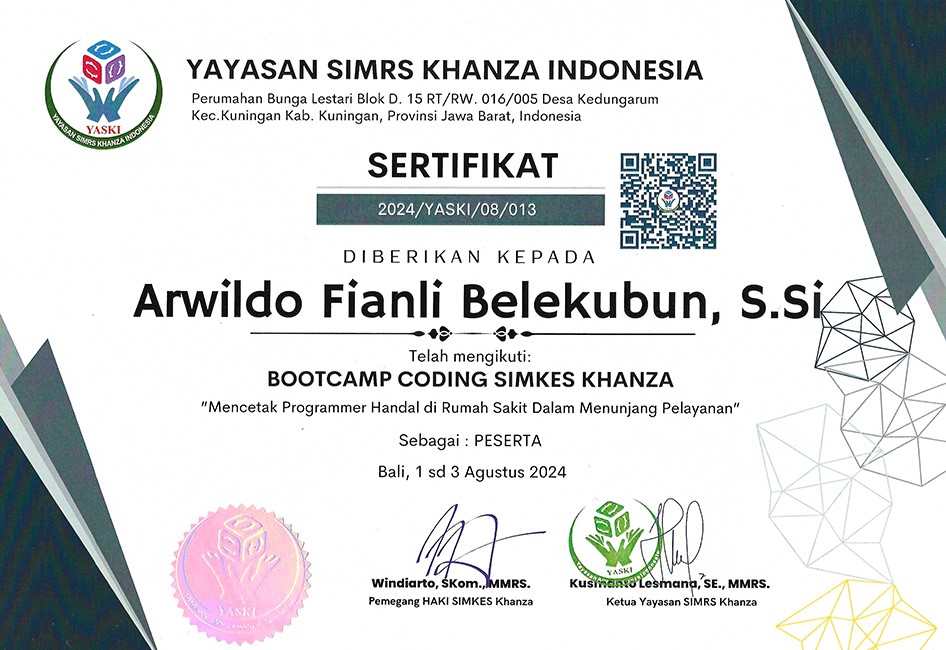 YAYASAN SIMRS KHANZA INDONESIA
Perumahan Bunga Lestari Blok D. 15 RT/RW. 016/005 Desa Kedungarum
Kec.Kuningan Kab. Kuningan, Provinsi Jawa Barat, Indonesia
YASKI
YAYASAN SIMRS KHANZA INDONESIA
SERTIFIKAT
2024/YASKI/08/013
DIBERIKAN KEPADA
Arwildo Fianli Belekubun, S.Si
Telah mengikuti:
BOOTCAMP CODING SIMKES KHANZA
"Mencetak Programmer Handal di Rumah Sakit Dalam Menunjang Pelayanan"
Sebagai : PESERTA
Bali, 1 sd 3 Agustus 2024
YASKI
YASKI
Windiarto, SKom., MMRS.
Kusmanto Lesmana, SE., MMRS.
Pemegang HAKI SIMKES Khanza
Ketua Yayasan SIMRS Khanza